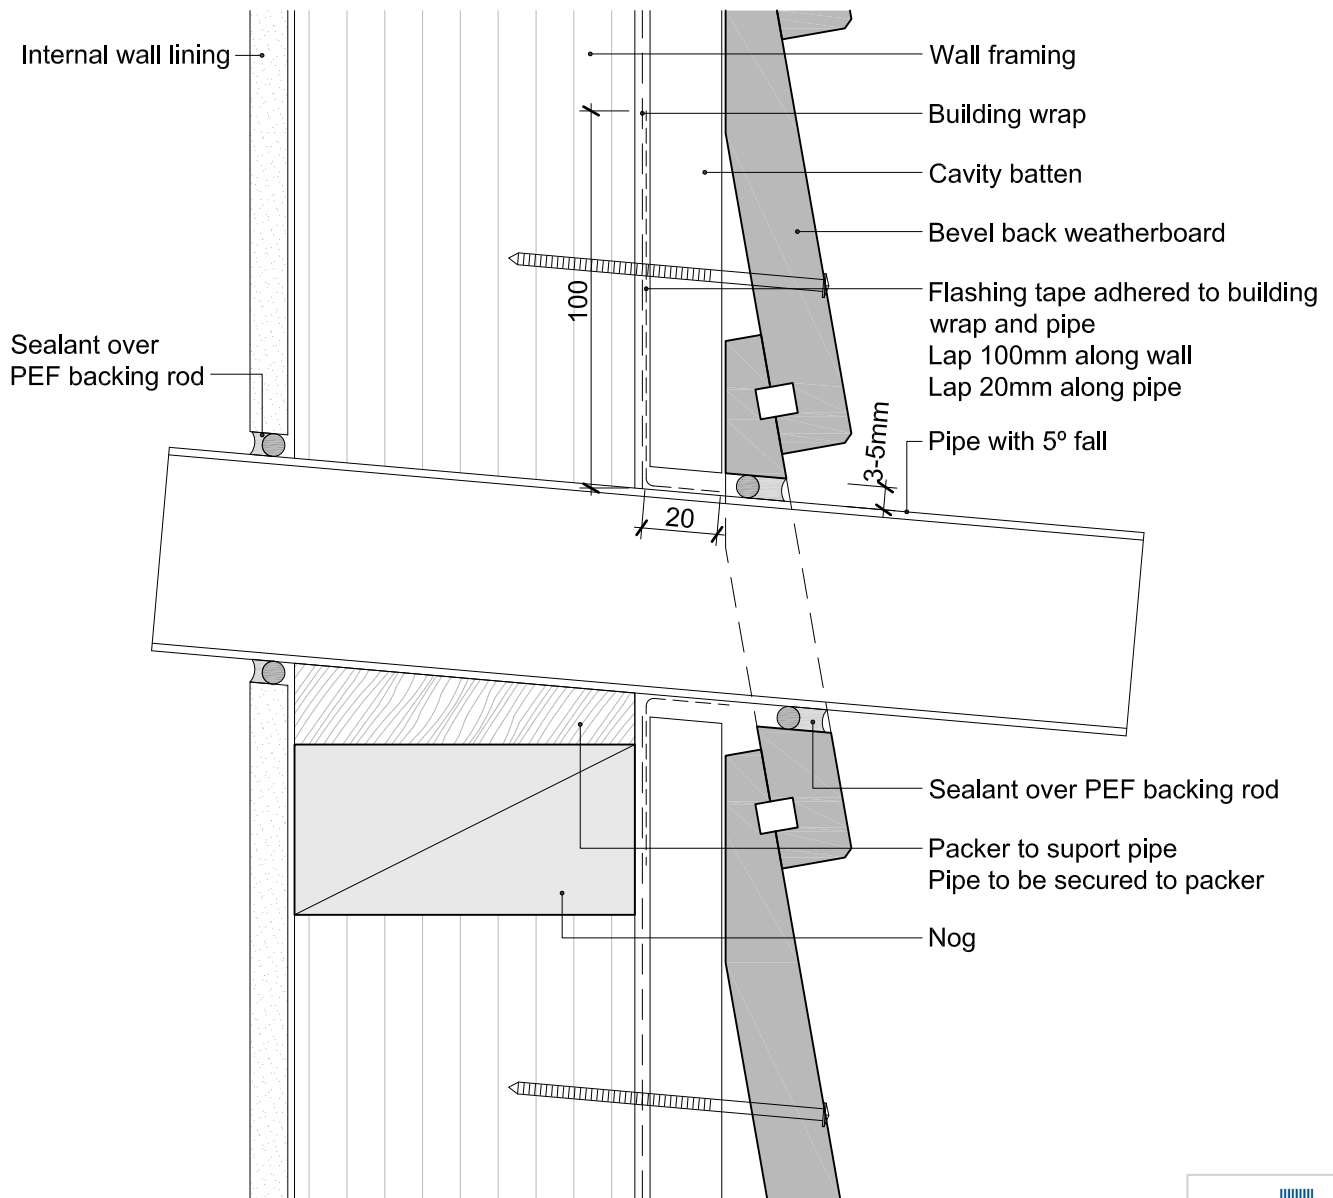 Internal wall lining
Wall framing
Building wrap
Cavity batten
Bevel back weatherboard
Flashing tape adhered to building
wrap and pipe
Lap 100mm along wall
Lap 20mm along pipe
100
Sealant over
PEF backing rod
3-5mm
Pipe with 5º fall
20
Sealant over PEF backing rod
Packer to suport pipe
Pipe to be secured to packer
Nog